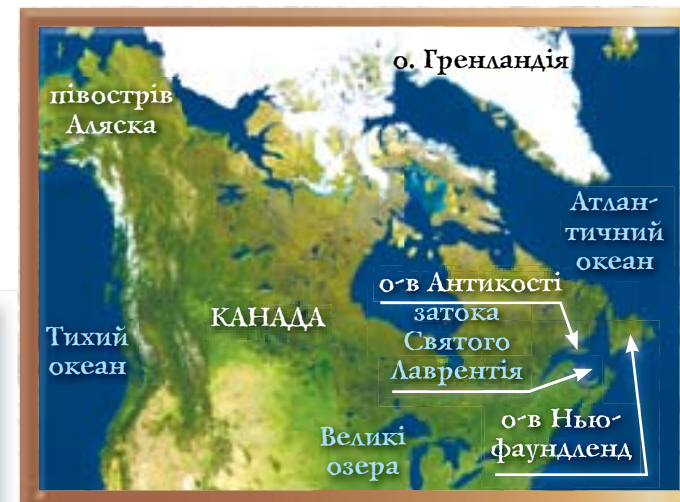 о. Гренландія
півострів
Аляска
Атлан-
тичний
океан
о-в Антикості
затока
Святого
Лаврентія
КАНАДА
Тихий
океан
о-в Нью-
фаундленд
Великі
озера